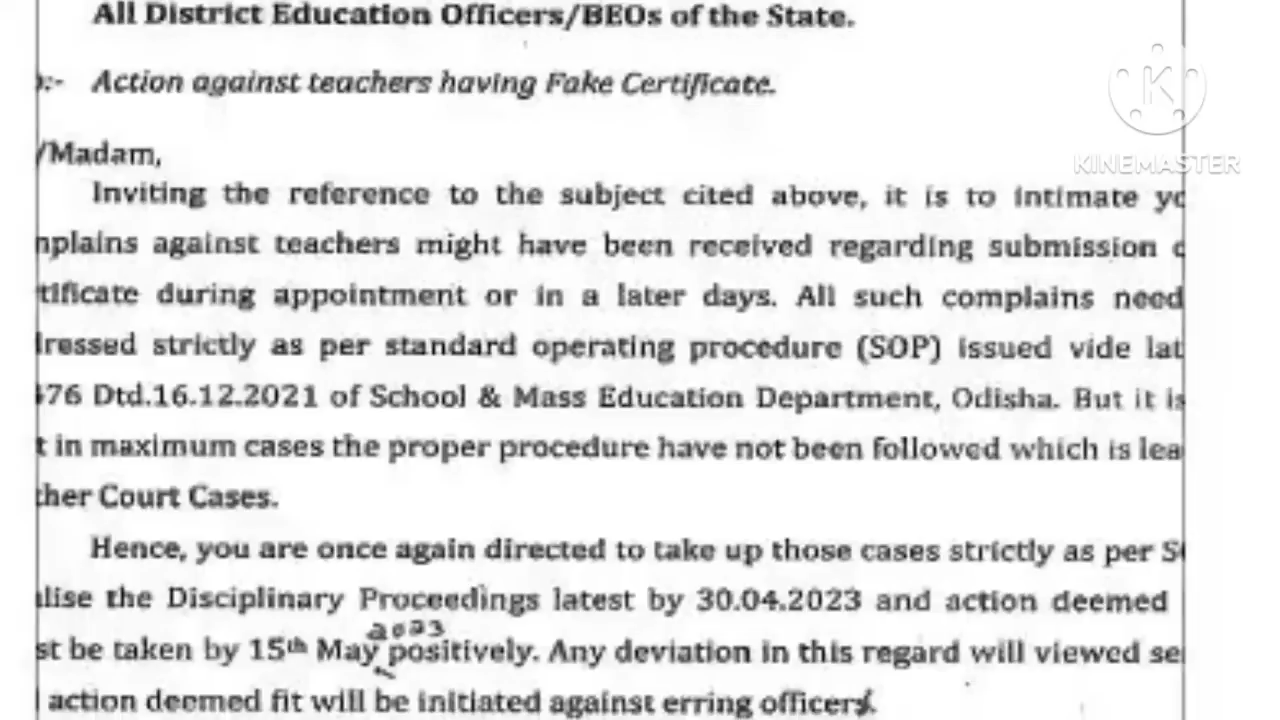 All District Education Officers/BEOs of the State.
:- Action against teachers having Fake Certificate.
/Madam,
Inviting the reference to the subject cited above, it is to intimate yo
nplains against teachers might have been received regarding submission
tificate during appointment or in a later days. All such complains need
dressed strictly as per standard operating procedure (SOP) issued vide lat
76 Dtd.16.12.2021 of School & Mass Education Department, Odisha. But it is
t in maximum cases the proper procedure have not been followed which is lea
ther Court Cases.
Hence, you are once again directed to take up those cases strictly as per S
alise the Disciplinary Proceedings latest by 30.04.2023 and action deemed
2023
st be taken by 15th May positively. Any deviation in this regard will viewed se
action deemed fit will be initiated against erring officers.
K
KINEMASTER